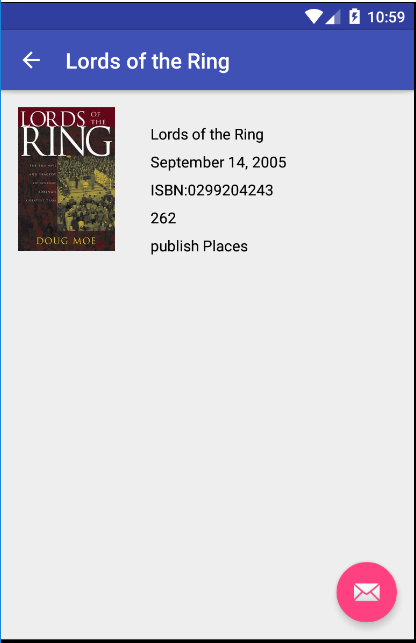 10:59
Lords of the Ring
LORDS OF
THE
RING
DOUG MOE
Lords of the Ring
September 14, 2005
ISBN:0299204243
262
publish Places